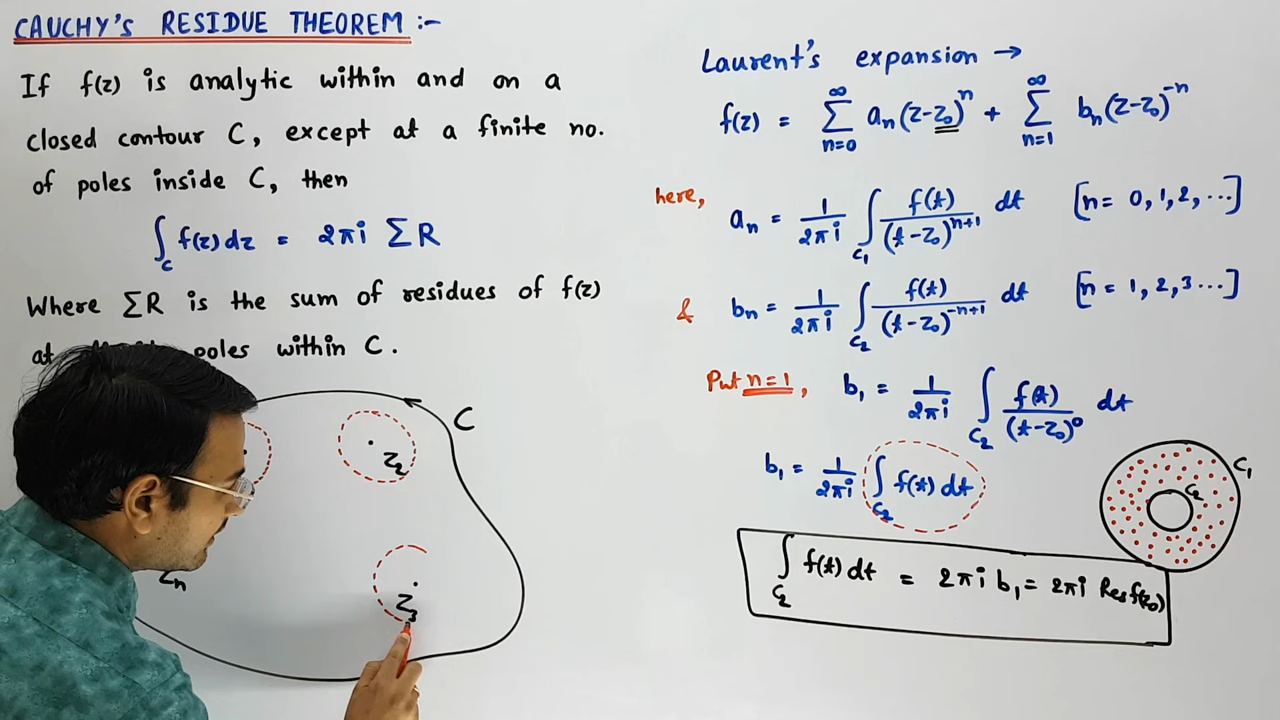 CAUCHY's RESIDUE THEOREM :-
If f(z) is analytic within and on a
closed contour C, except at a finite no.
of poles inside C, then
∫_C f(z) dz = 2πi ΣR
Where ΣR is the sum of residues of f(z)
at poles within C.
C
Z₂
Z₃
Zₙ
Laurent's expansion →
f(z) = Σ_{n=0}^{∞} aₙ(z-z₀)^n + Σ_{n=1}^{∞} bₙ(z-z₀)^{-n}
here, aₙ = 1/2πi ∫_{C₁} f(t)/(t-z₀)^{n+1} dt [n = 0, 1, 2, ...]
& bₙ = 1/2πi ∫_{C₂} f(t)/(t-z₀)^{-n+1} dt [n = 1, 2, 3 ...]
Put n=1, b₁ = 1/2πi ∫_{C₂} f(t)/(t-z₀)^0 dt
b₁ = 1/2πi ∫_{C₂} f(t) dt
C₁
C₂
∫_{C₂} f(t) dt = 2πi b₁ = 2πi Res f(z₀)